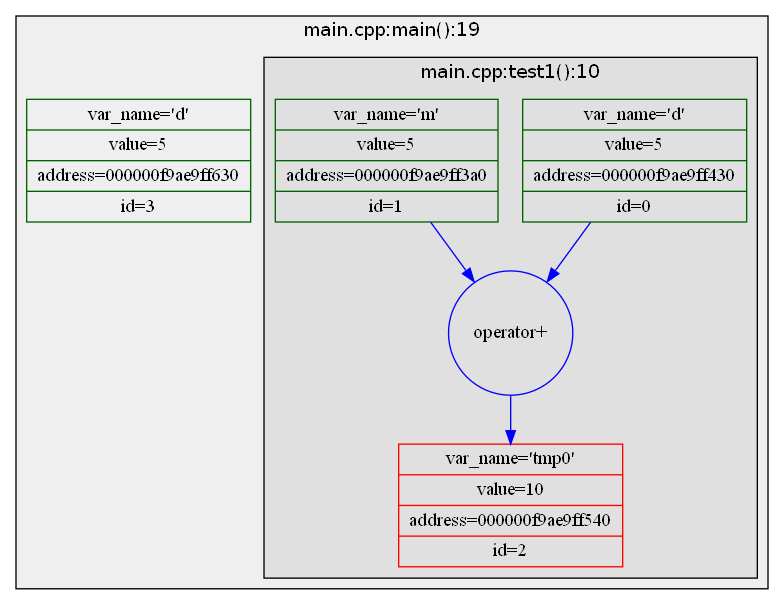 main.cpp:main():19
main.cpp:test1():10
var_name='d'
value=5
address=000000f9ae9ff630
id=3
var_name='m'
value=5
address=000000f9ae9ff3a0
id=1
var_name='d'
value=5
address=000000f9ae9ff430
id=0
operator+
var_name='tmp0'
value=10
address=000000f9ae9ff540
id=2